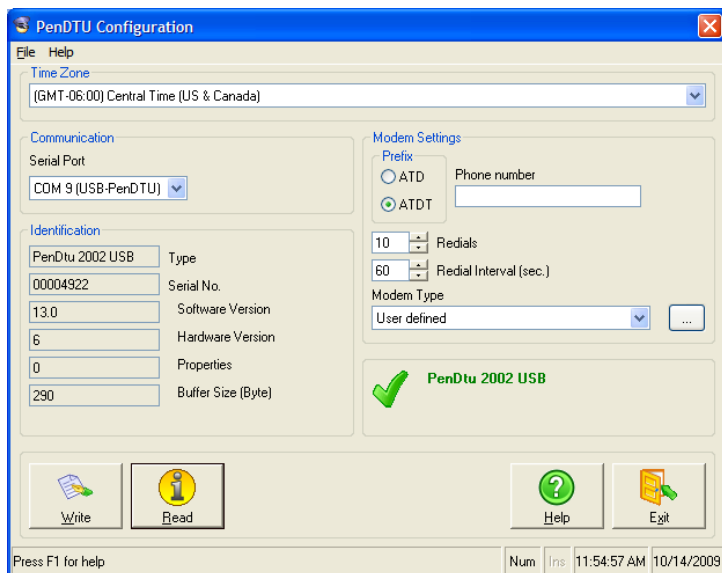 PenDTU Configuration
File Help
Time Zone
(GMT-06:00) Central Time (US & Canada)
Communication
Serial Port
COM 9 (USB-PenDTU)
Identification
PenDtu 2002 USB Type
00004922 Serial No.
13.0 Software Version
6 Hardware Version
0 Properties
290 Buffer Size (Byte)
Modem Settings
Prefix
ATD
ATDT
Phone number
10 Redials
60 Redial Interval (sec.)
Modem Type
User defined ...
PenDtu 2002 USB
Write Read Help Exit
Press F1 for help Num Ins 11:54:57 AM 10/14/2009